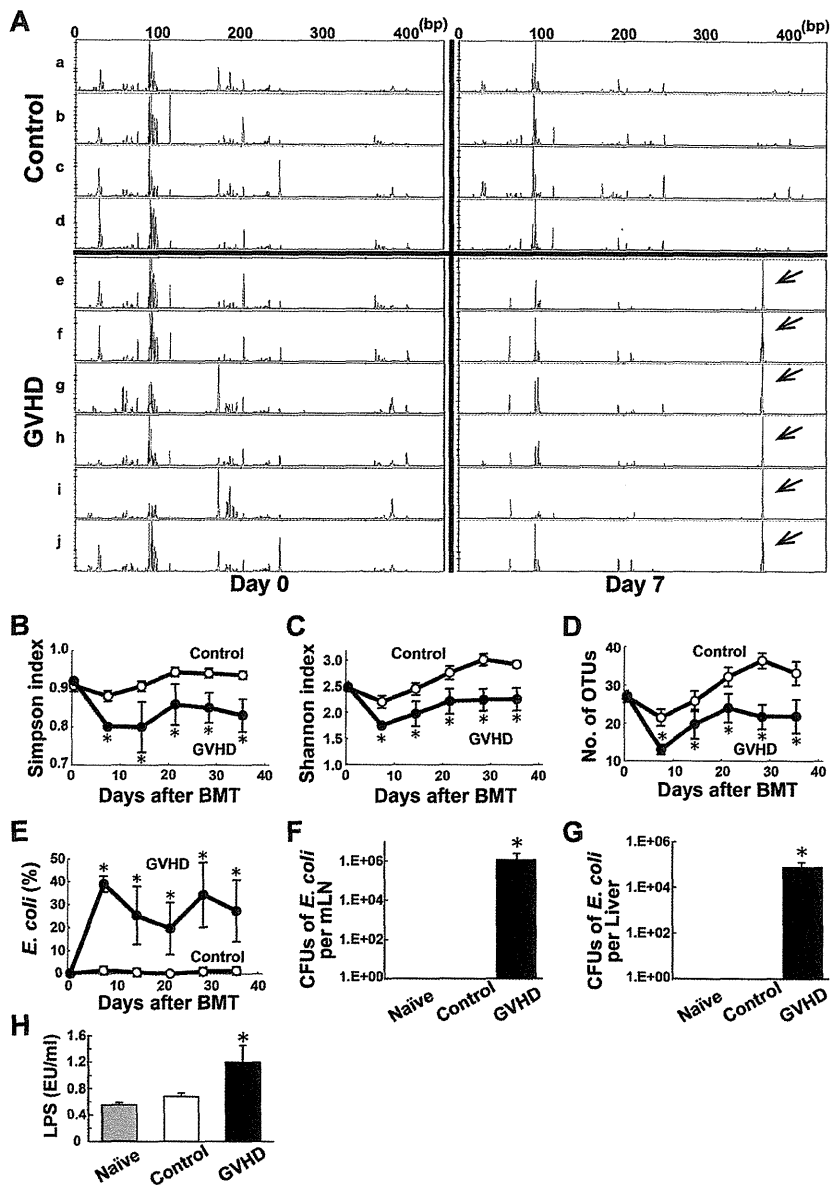 A
0 100 200 300 400 (bp)
0 100 200 300 400 (bp)
Control
a
b
c
d
GVHD
e
f
g
h
i
j
Day 0
Day 7
B
Simpson index
1.0
0.9
0.8
0.7
Control
GVHD
* * * * *
0 10 20 30 40
Days after BMT
C
Shannon index
3.0
2.5
2.0
1.5
1.0
Control
GVHD
* * * * *
0 10 20 30 40
Days after BMT
D
No. of OTUs
40
30
20
10
Control
GVHD
* * * * *
0 10 20 30 40
Days after BMT
E
E. coli (%)
50
40
30
20
10
0
GVHD
Control
* * * * *
0 10 20 30 40
Days after BMT
F
CFUs of E. coli
per mLN
1.E+06
1.E+04
1.E+02
1.E+00
*
Naïve Control GVHD
G
CFUs of E. coli
per Liver
1.E+06
1.E+04
1.E+02
1.E+00
*
Naïve Control GVHD
H
LPS (EU/ml)
1.6
1.2
0.8
0.4
0
*
Naïve Control GVHD